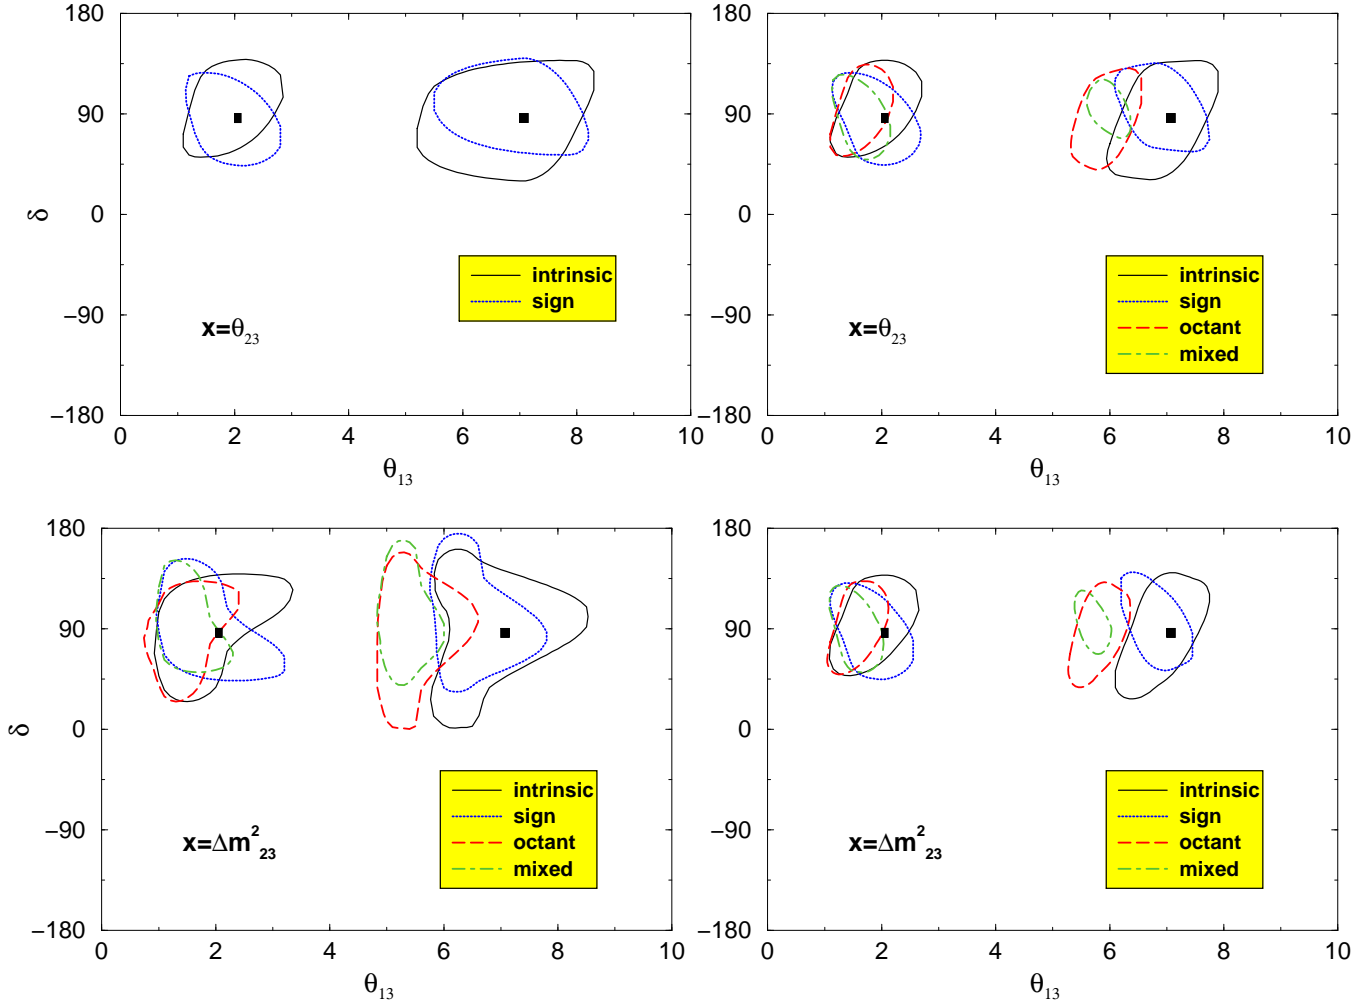 180
90
0
−90
−180
δ
0 2 4 6 8 10
θ13
intrinsic
sign
x=θ23
180
90
0
−90
−180
0 2 4 6 8 10
θ13
intrinsic
sign
octant
mixed
x=θ23
180
90
0
−90
−180
δ
0 2 4 6 8 10
θ13
intrinsic
sign
octant
mixed
x=Δm²23
180
90
0
−90
−180
0 2 4 6 8 10
θ13
intrinsic
sign
octant
mixed
x=Δm²23